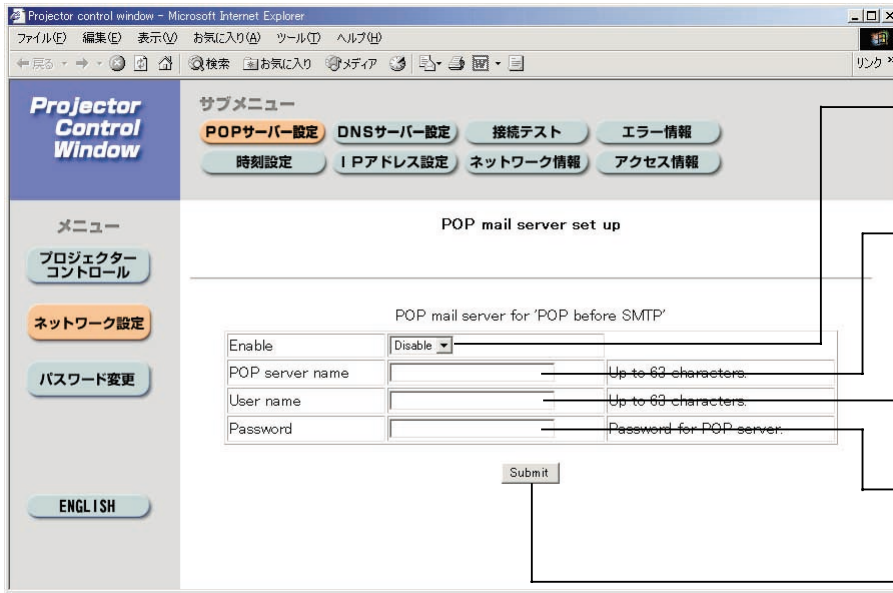 Projector control window - Microsoft Internet Explorer
ファイル(F) 編集(E) 表示(V) お気に入り(A) ツール(T) ヘルプ(H)
戻る 検索 お気に入り メディア リンク »
Projector
Control
Window
サブメニュー
POPサーバー設定 DNSサーバー設定 接続テスト エラー情報
時刻設定 IPアドレス設定 ネットワーク情報 アクセス情報
メニュー
プロジェクター
コントロール
ネットワーク設定
パスワード変更
ENGLISH
POP mail server set up
POP mail server for 'POP before SMTP'
Enable Disable
POP server name Up to 63 characters.
User name Up to 63 characters.
Password Password for POP server.
Submit